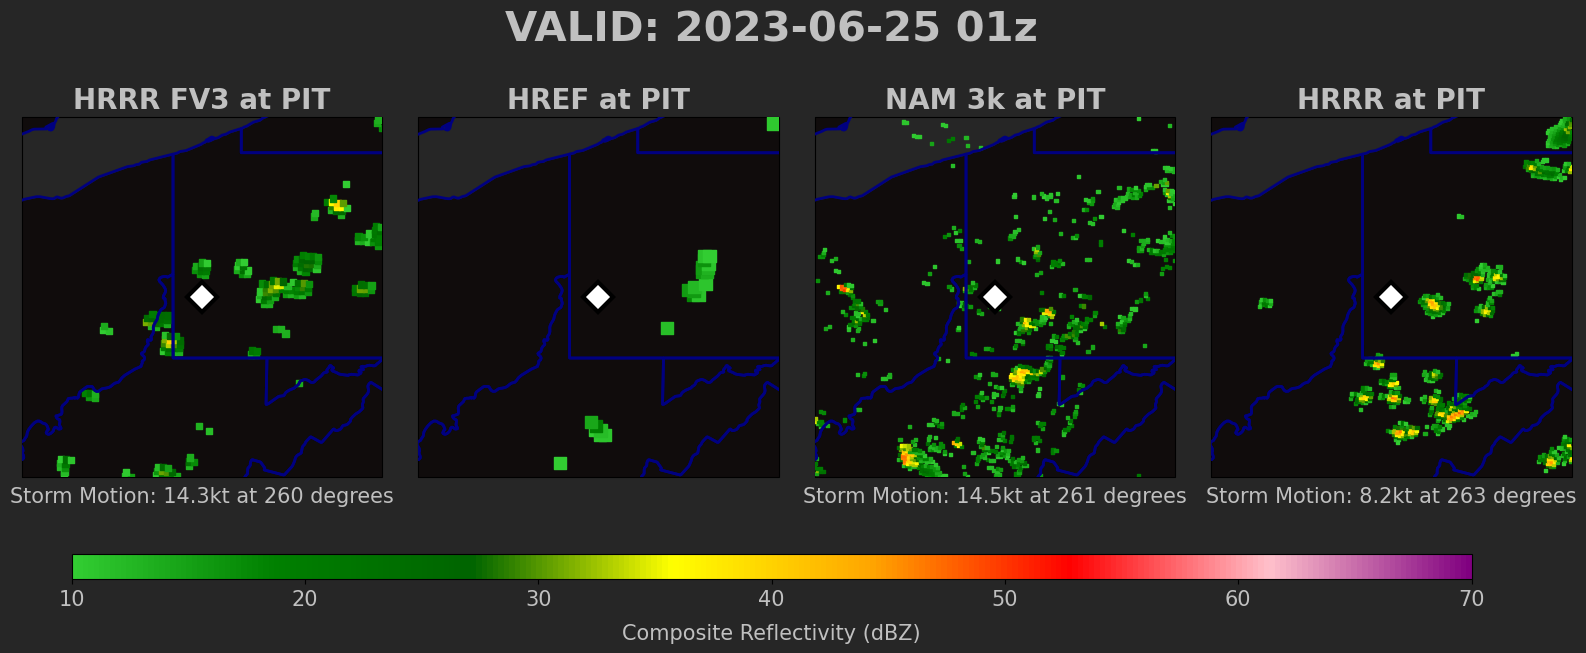 VALID: 2023-06-25 01z
HRRR FV3 at PIT
HREF at PIT
NAM 3k at PIT
HRRR at PIT
Storm Motion: 14.3kt at 260 degrees
Storm Motion: 14.5kt at 261 degrees
Storm Motion: 8.2kt at 263 degrees
10 20 30 40 50 60 70
Composite Reflectivity (dBZ)